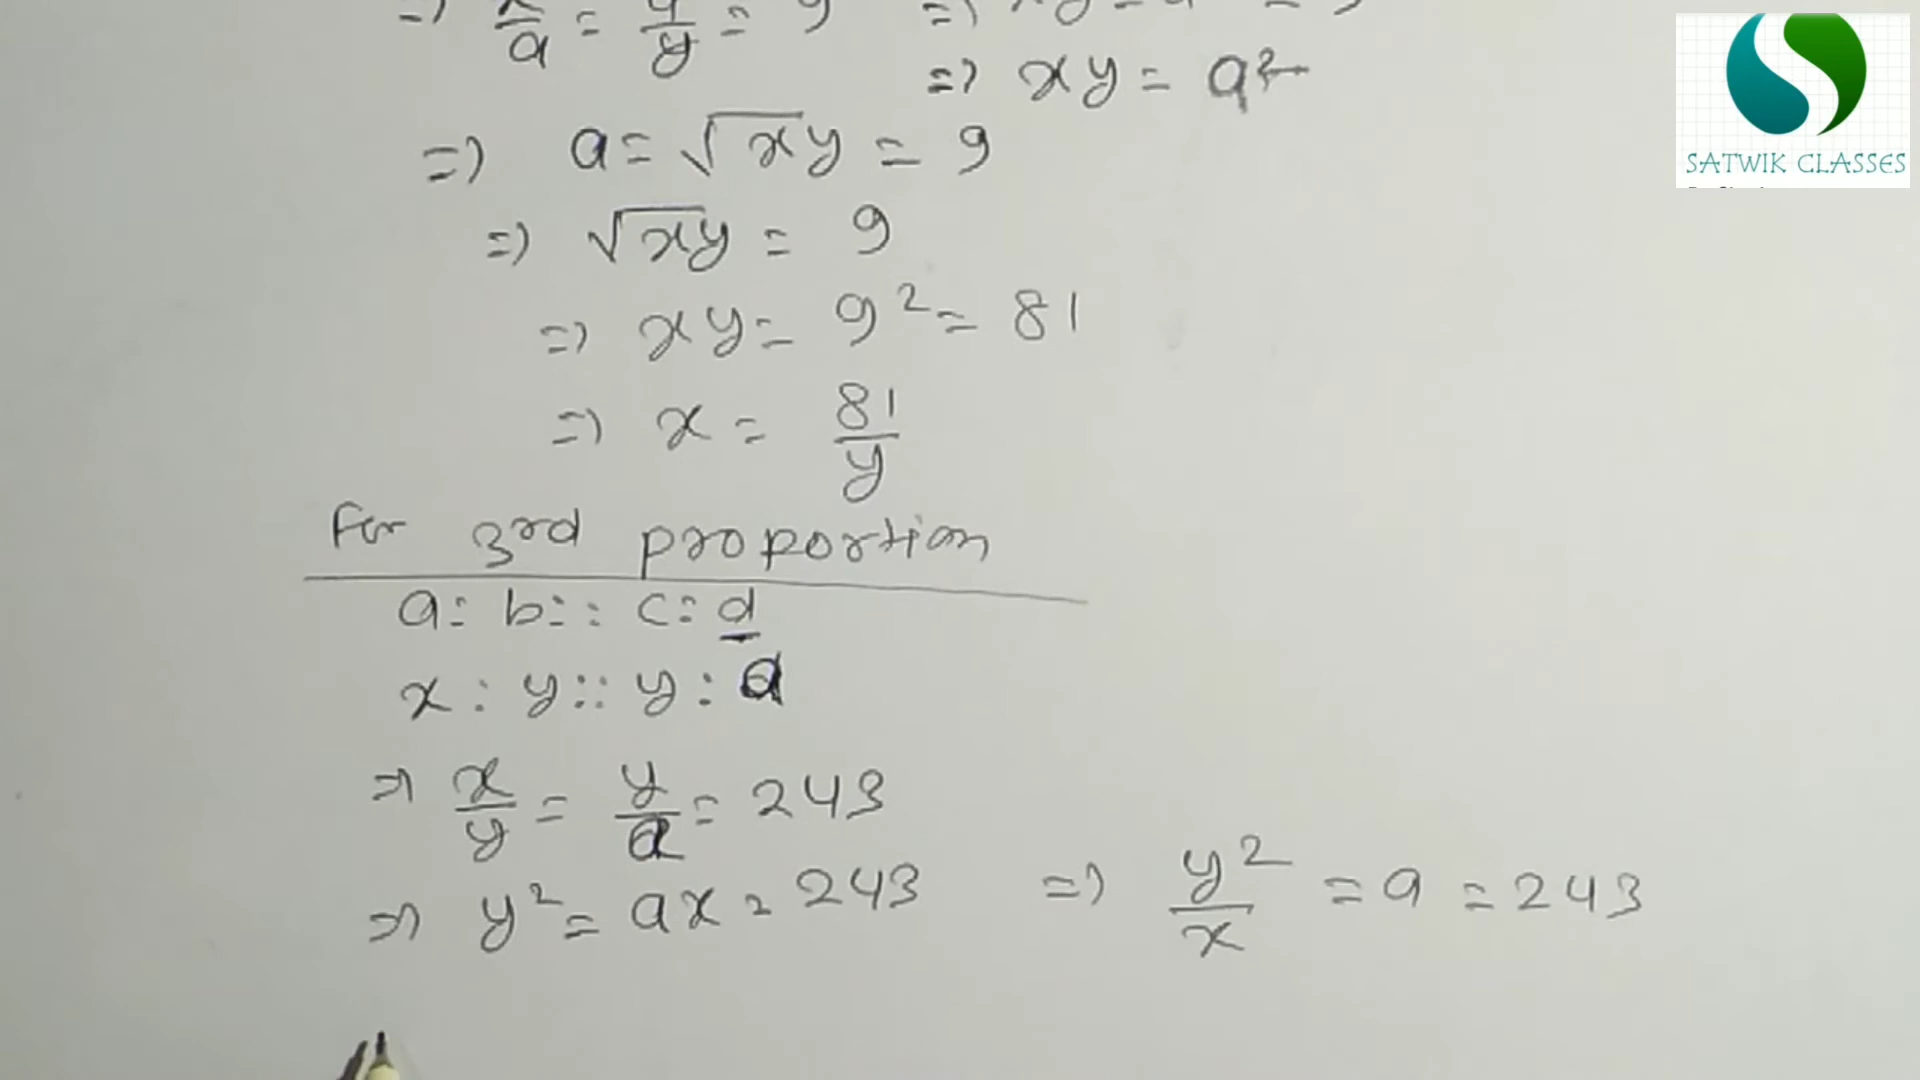 => x/a = y/y = 9 =>
=> xy = a²
=> a = √xy = 9
=> √xy = 9
=> xy = 9² = 81
=> x = 81/y
For 3rd proportion
a : b :: c : d
x : y :: y : a
=> x/y = y/a = 243
=> y² = ax = 243 => y²/x = a = 243
SATWIK CLASSES